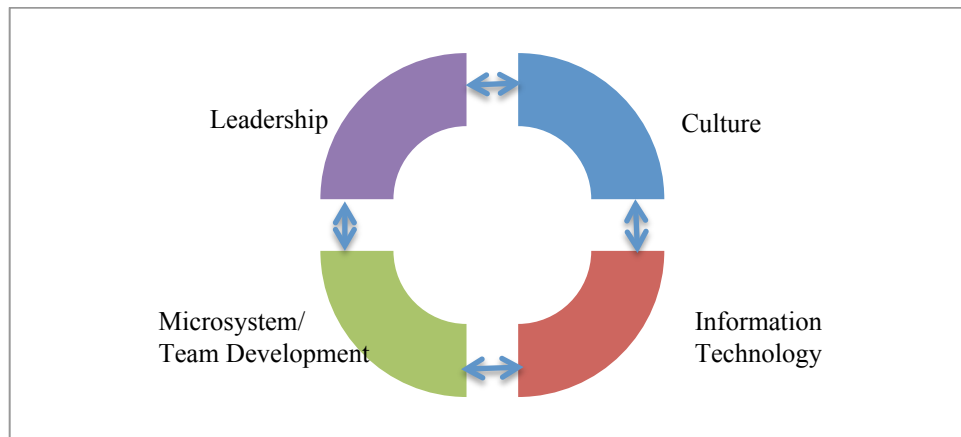 Leadership
Culture
Microsystem/
Team Development
Information
Technology